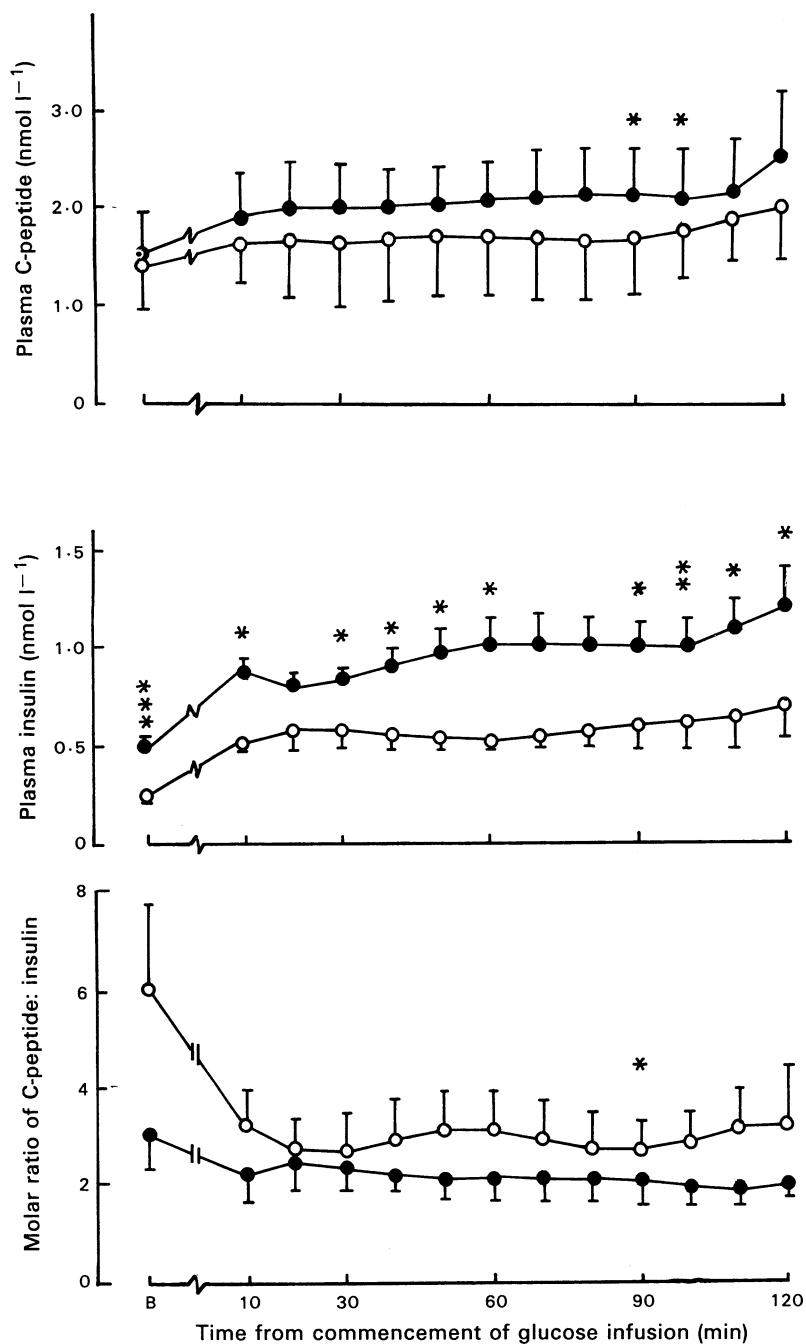 Plasma C-peptide (nmol l⁻¹)
3·0
2·0
1·0
0
* *
Plasma insulin (nmol l⁻¹)
1·5
1·0
0·5
0
*** * * * * * * ** * *
Molar ratio of C-peptide: insulin
8
6
4
2
0
*
B 10 30 60 90 120
Time from commencement of glucose infusion (min)